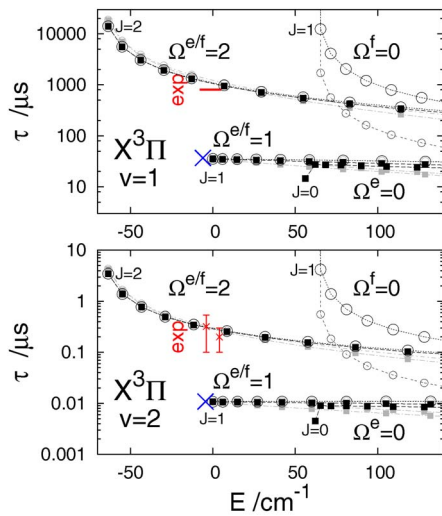 10000
1000
100
10
τ /μs
J=2
Ω^{e/f}=2
J=1
Ω^f=0
exp
X³Π
v=1
Ω^{e/f}=1
J=1
J=0
Ω^e=0
-50 0 50 100
10
1
0.1
0.01
0.001
τ /μs
J=2
Ω^{e/f}=2
J=1
Ω^f=0
exp
X³Π
v=2
Ω^{e/f}=1
J=1
J=0
Ω^e=0
-50 0 50 100
E /cm⁻¹